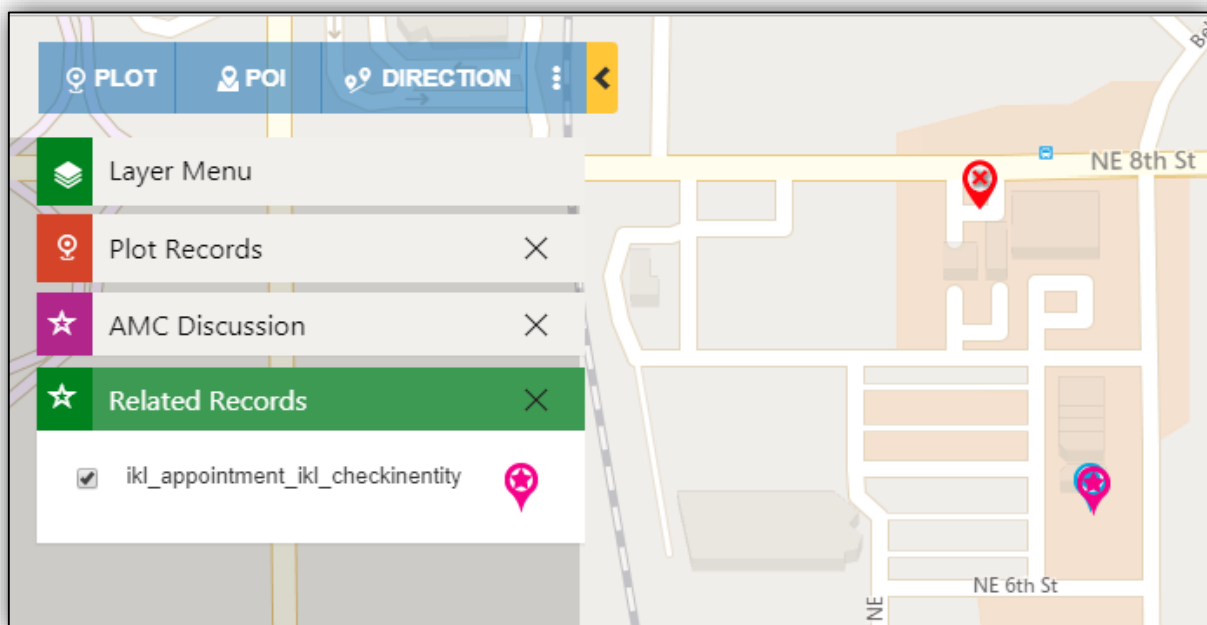 PLOT POI DIRECTION
Layer Menu
Plot Records
AMC Discussion
Related Records
ikl_appointment_ikl_checkinentity
NE 8th St
NE 6th St
NE